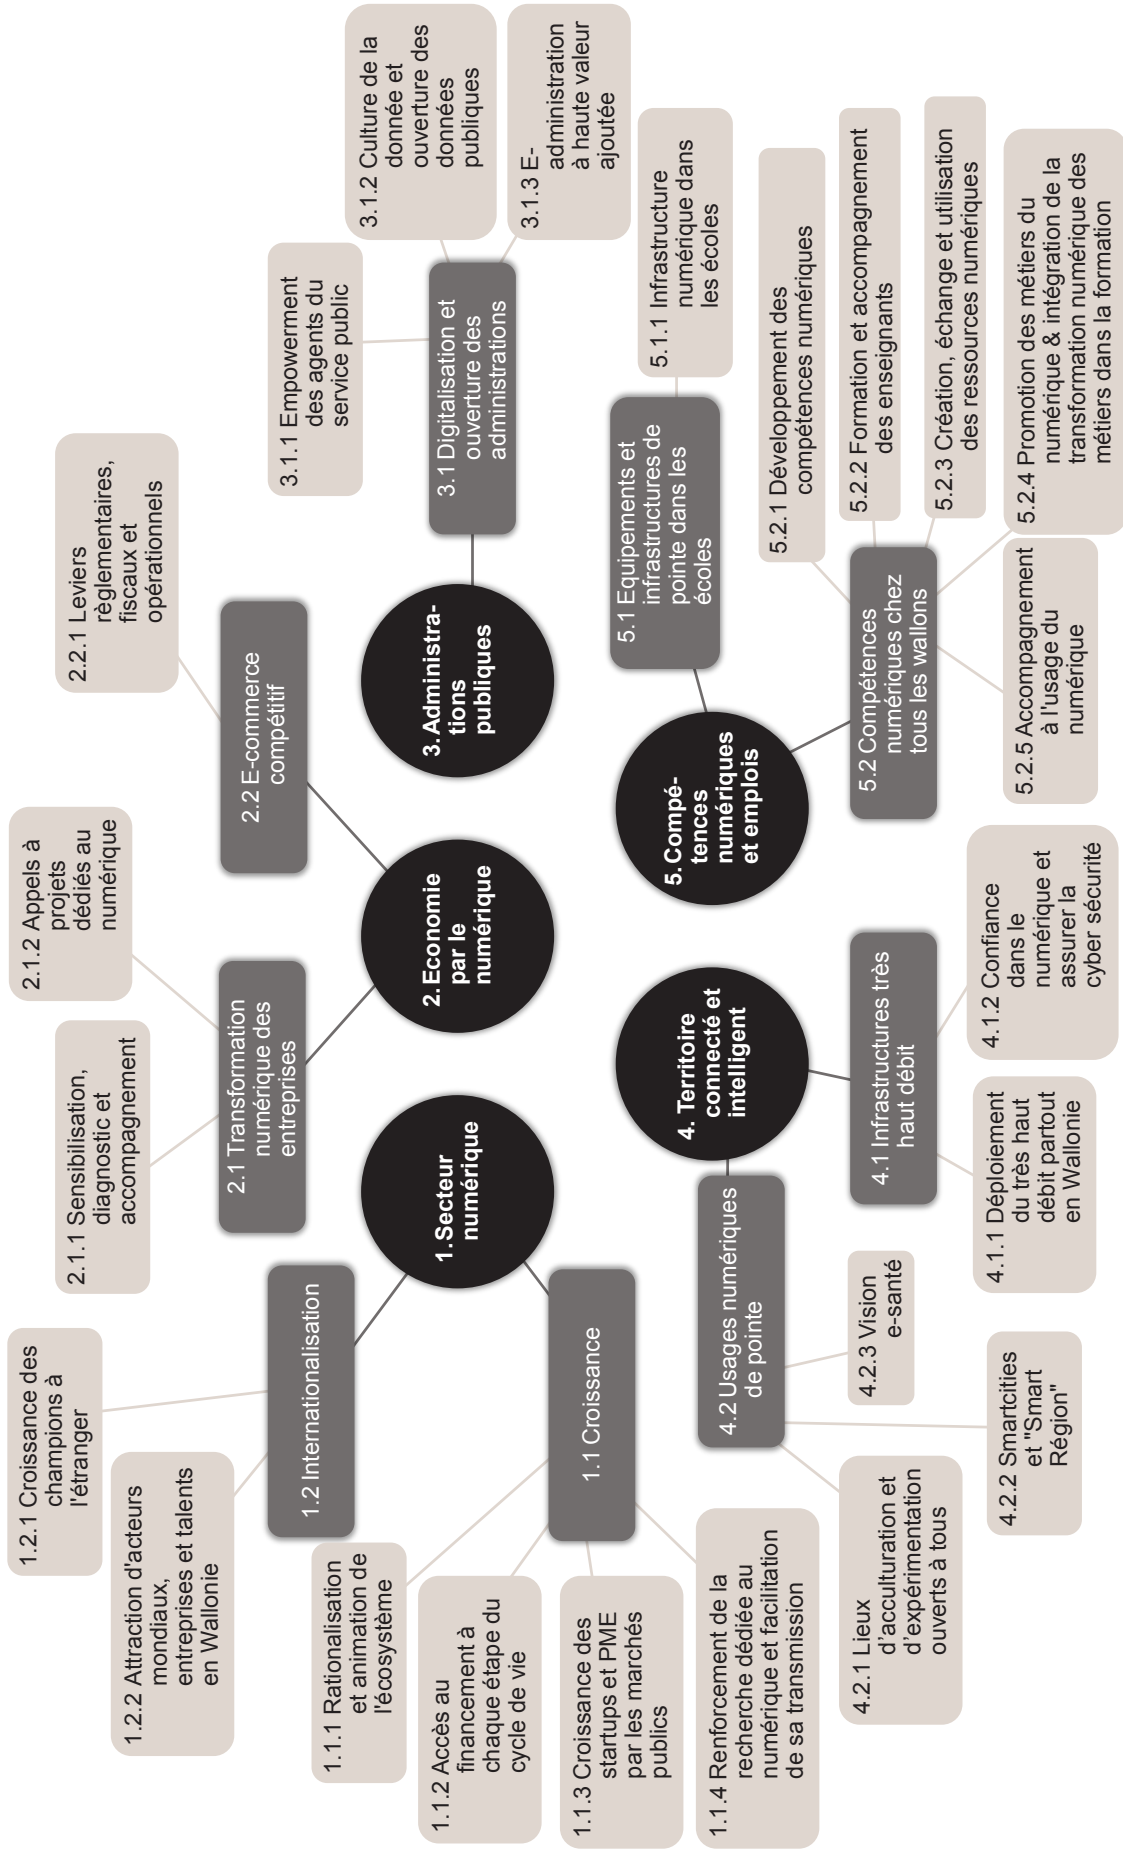 1.2.1 Croissance des
champions à
l'étranger
1.2.2 Attraction d'acteurs
mondiaux,
entreprises et talents
en Wallonie
1.2 Internationalisation
1.1.1 Rationalisation
et animation de
l'écosystème
1.1.2 Accès au
financement à
chaque étape du
cycle de vie
1.1.3 Croissance des
startups et PME
par les marchés
publics
1.1.4 Renforcement de la
recherche dédiée au
numérique et facilitation
de sa transmission
1.1 Croissance
1. Secteur
numérique
2.1.1 Sensibilisation,
diagnostic et
accompagnement
2.1.2 Appels à
projets
dédiés au
numérique
2.1 Transformation
numérique des
entreprises
2. Economie
par le
numérique
2.2.1 Leviers
règlementaires,
fiscaux et
opérationnels
2.2 E-commerce
compétitif
3. Administra-
tions
publiques
3.1.1 Empowerment
des agents du
service public
3.1.2 Culture de la
donnée et
ouverture des
données
publiques
3.1.3 E-
administration
à haute valeur
ajoutée
3.1 Digitalisation et
ouverture des
administrations
4. Territoire
connecté et
intelligent
4.2 Usages numériques
de pointe
4.2.1 Lieux
d'acculturation et
d'expérimentation
ouverts à tous
4.2.2 Smartcities
et "Smart
Région"
4.2.3 Vision
e-santé
4.1 Infrastructures très
haut débit
4.1.1 Déploiement
du très haut
débit partout
en Wallonie
4.1.2 Confiance
dans le
numérique et
assurer la
cyber sécurité
5. Compé-
tences
numériques
et emplois
5.1 Equipements et
infrastructures de
pointe dans les
écoles
5.1.1 Infrastructure
numérique dans
les écoles
5.2 Compétences
numériques chez
tous les wallons
5.2.1 Développement des
compétences numériques
5.2.2 Formation et accompagnement
des enseignants
5.2.3 Création, échange et utilisation
des ressources numériques
5.2.4 Promotion des métiers du
numérique & intégration de la
transformation numérique des
métiers dans la formation
5.2.5 Accompagnement
à l'usage du
numérique